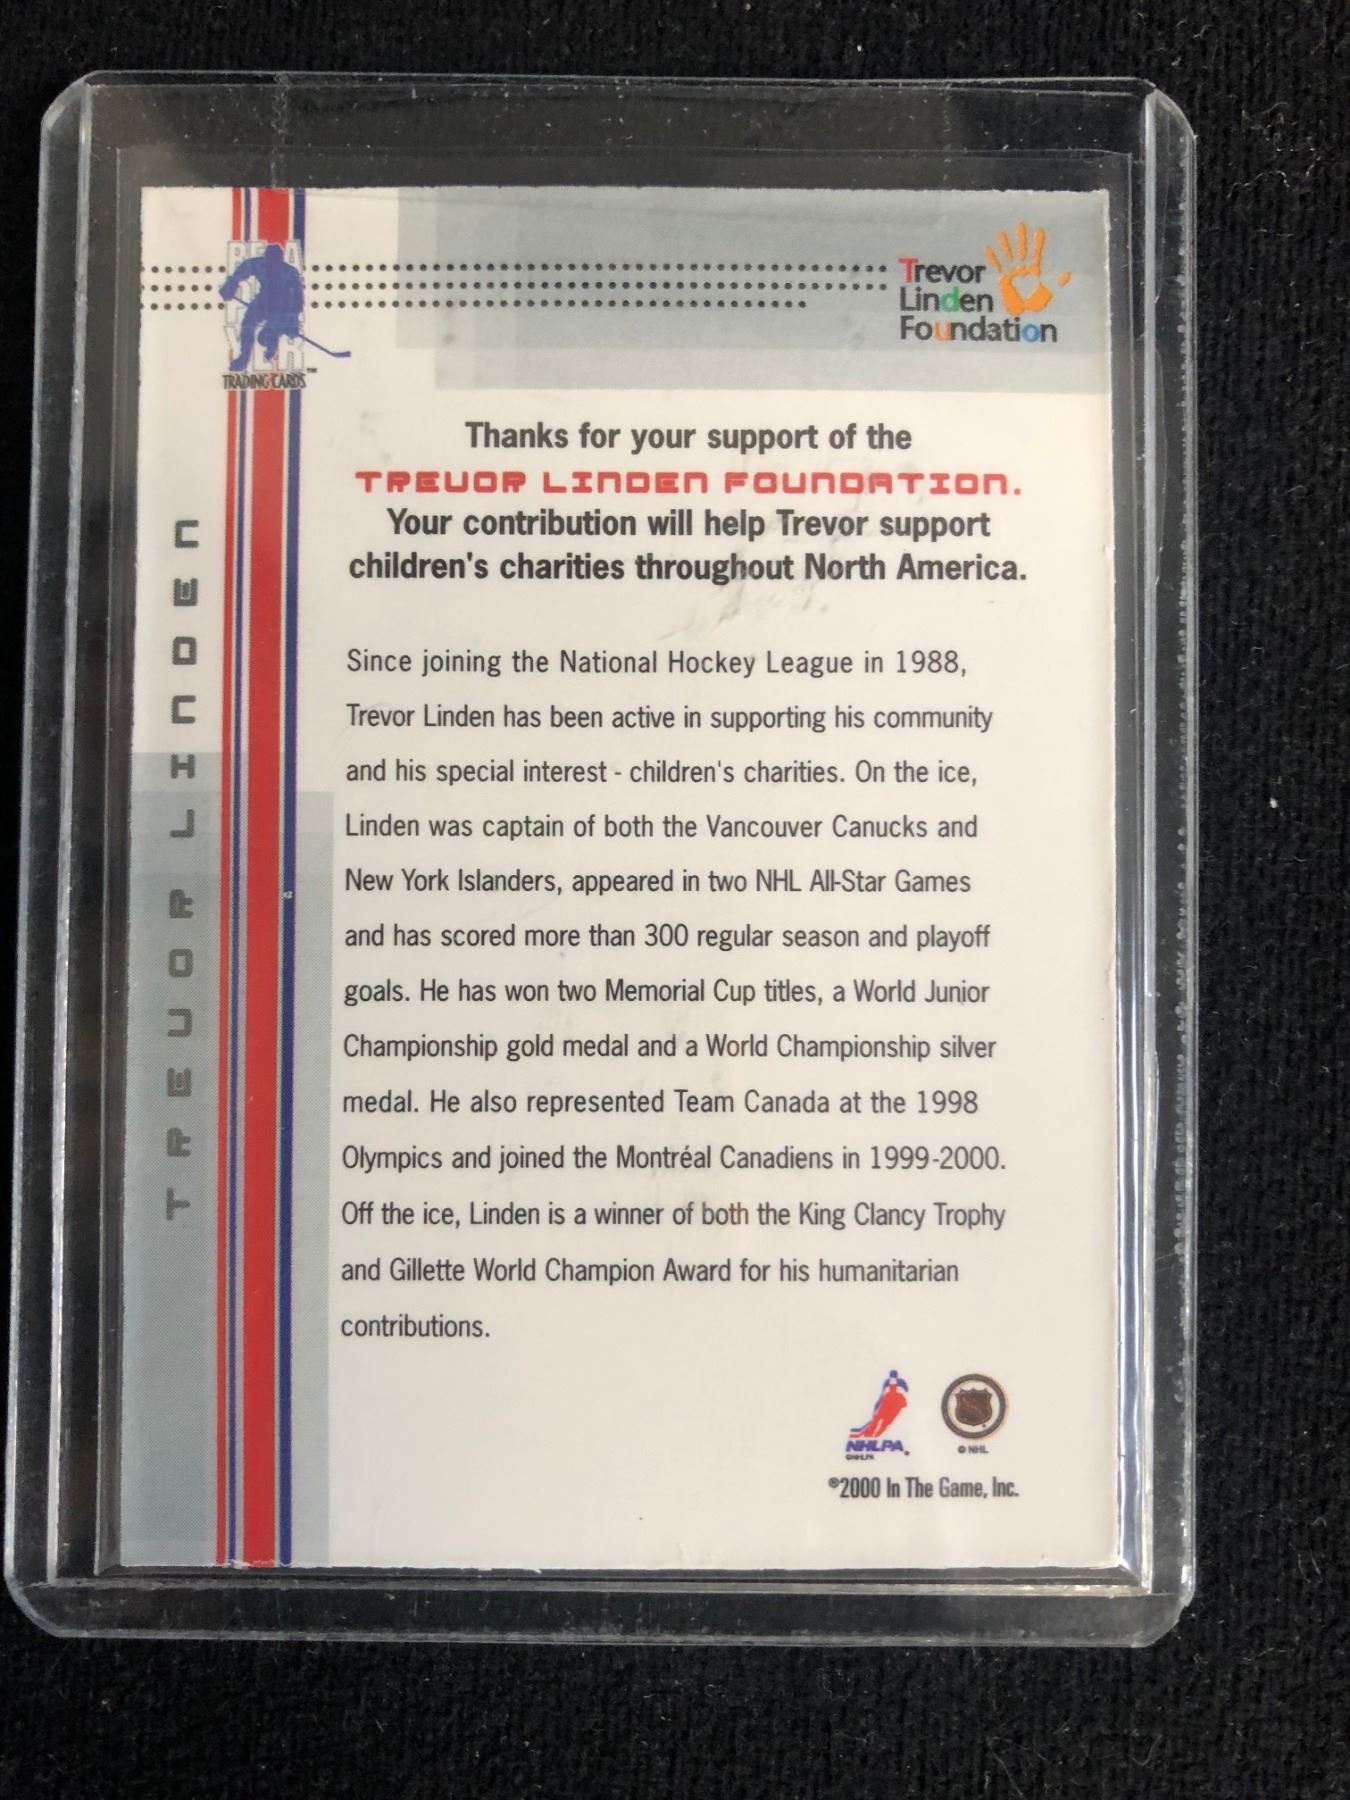 BE A
PLAYER
TRADING CARDS™
Trevor
Linden
Foundation
Thanks for your support of the
TREVOR LINDEN FOUNDATION.
Your contribution will help Trevor support
children's charities throughout North America.
TREVOR LINDEN
Since joining the National Hockey League in 1988,
Trevor Linden has been active in supporting his community
and his special interest - children's charities. On the ice,
Linden was captain of both the Vancouver Canucks and
New York Islanders, appeared in two NHL All-Star Games
and has scored more than 300 regular season and playoff
goals. He has won two Memorial Cup titles, a World Junior
Championship gold medal and a World Championship silver
medal. He also represented Team Canada at the 1998
Olympics and joined the Montréal Canadiens in 1999-2000.
Off the ice, Linden is a winner of both the King Clancy Trophy
and Gillette World Champion Award for his humanitarian
contributions.
NHLPA
©NHLPA
© NHL
©2000 In The Game, Inc.